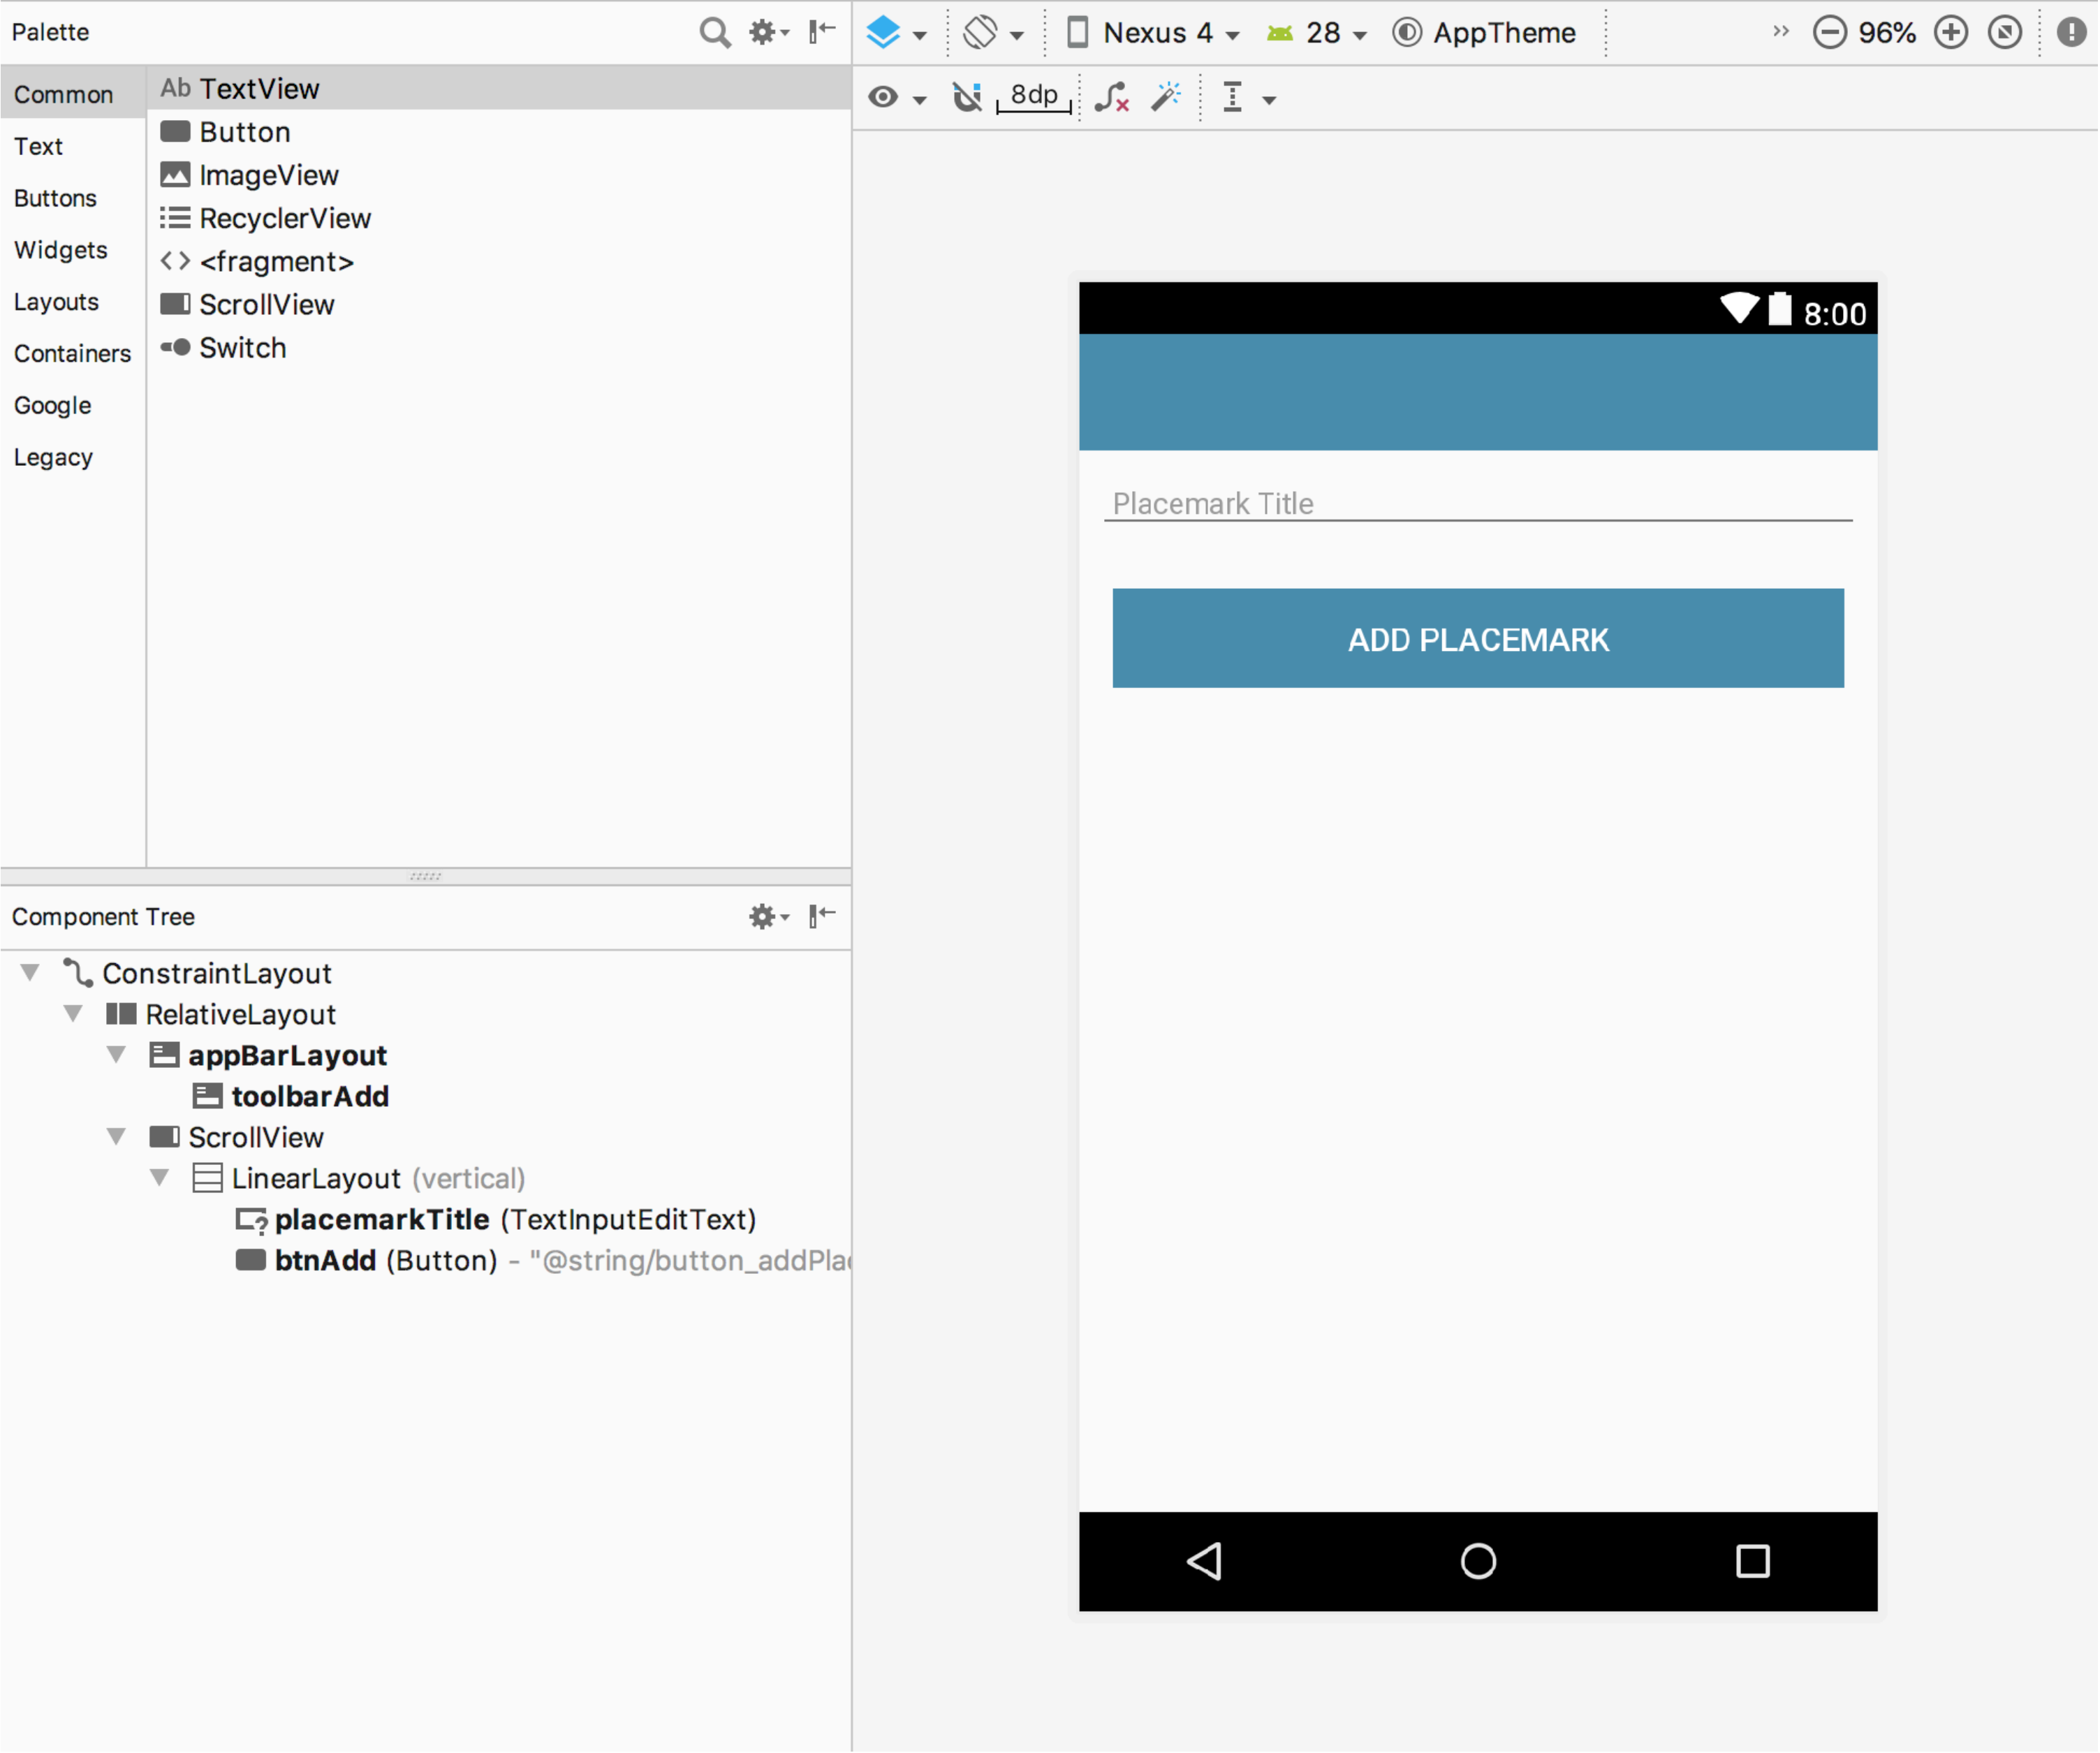 Palette
Common
Text
Buttons
Widgets
Layouts
Containers
Google
Legacy
Ab TextView
Button
ImageView
RecyclerView
<fragment>
ScrollView
Switch
Component Tree
ConstraintLayout
RelativeLayout
appBarLayout
toolbarAdd
ScrollView
LinearLayout (vertical)
placemarkTitle (TextInputEditText)
btnAdd (Button) - "@string/button_addPla
Nexus 4 28 AppTheme 96%
8dp
8:00
Placemark Title
ADD PLACEMARK